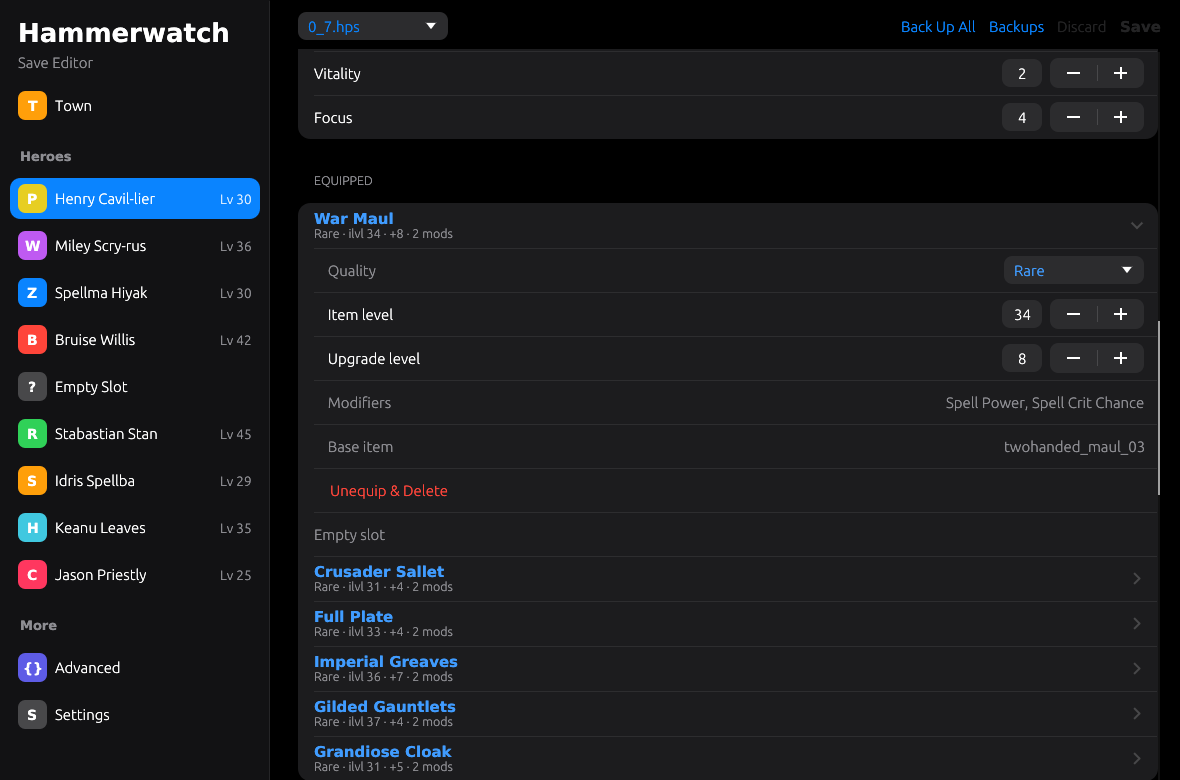 Hammerwatch
Save Editor
T Town
Heroes
P Henry Cavil-lier Lv 30
W Miley Scry-rus Lv 36
Z Spellma Hiyak Lv 30
B Bruise Willis Lv 42
? Empty Slot
R Stabastian Stan Lv 45
S Idris Spellba Lv 29
H Keanu Leaves Lv 35
C Jason Priestly Lv 25
More
{} Advanced
S Settings
0_7.hps
Back Up All Backups Discard Save
Vitality 2 − +
Focus 4 − +
EQUIPPED
War Maul
Rare · ilvl 34 · +8 · 2 mods
Quality Rare
Item level 34 − +
Upgrade level 8 − +
Modifiers Spell Power, Spell Crit Chance
Base item twohanded_maul_03
Unequip & Delete
Empty slot
Crusader Sallet
Rare · ilvl 31 · +4 · 2 mods
Full Plate
Rare · ilvl 33 · +4 · 2 mods
Imperial Greaves
Rare · ilvl 36 · +7 · 2 mods
Gilded Gauntlets
Rare · ilvl 37 · +4 · 2 mods
Grandiose Cloak
Rare · ilvl 31 · +5 · 2 mods